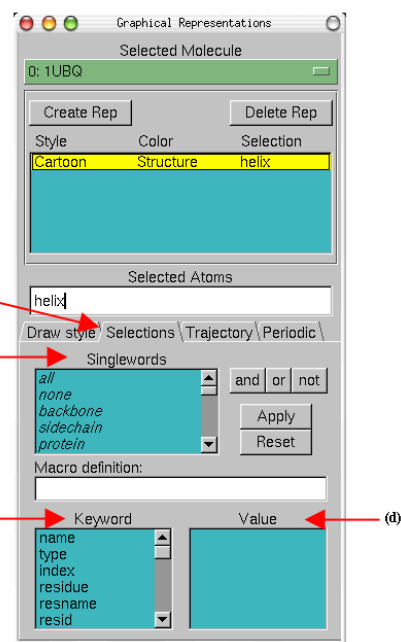 Graphical Representations
Selected Molecule
0: 1UBQ
Create Rep Delete Rep
Style Color Selection
Cartoon Structure helix
Selected Atoms
helix
Draw style Selections Trajectory Periodic
Singlewords
all
none
backbone
sidechain
protein
and or not
Apply
Reset
Macro definition:
Keyword Value (d)
name
type
index
residue
resname
resid